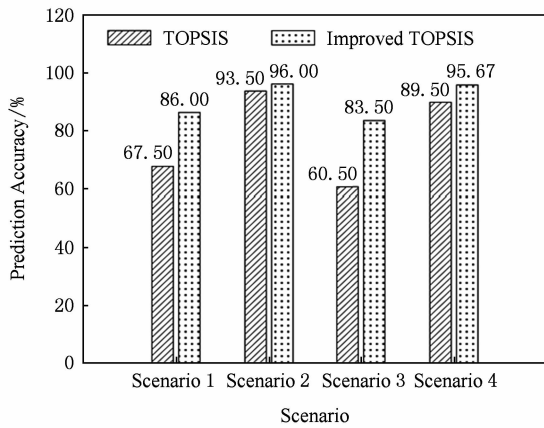 120
TOPSIS
Improved TOPSIS
100
93.50
96.00
95.67
86.00
89.50
83.50
80
67.50
60.50
60
40
20
0
Prediction Accuracy/%
Scenario 1
Scenario 2
Scenario 3
Scenario 4
Scenario